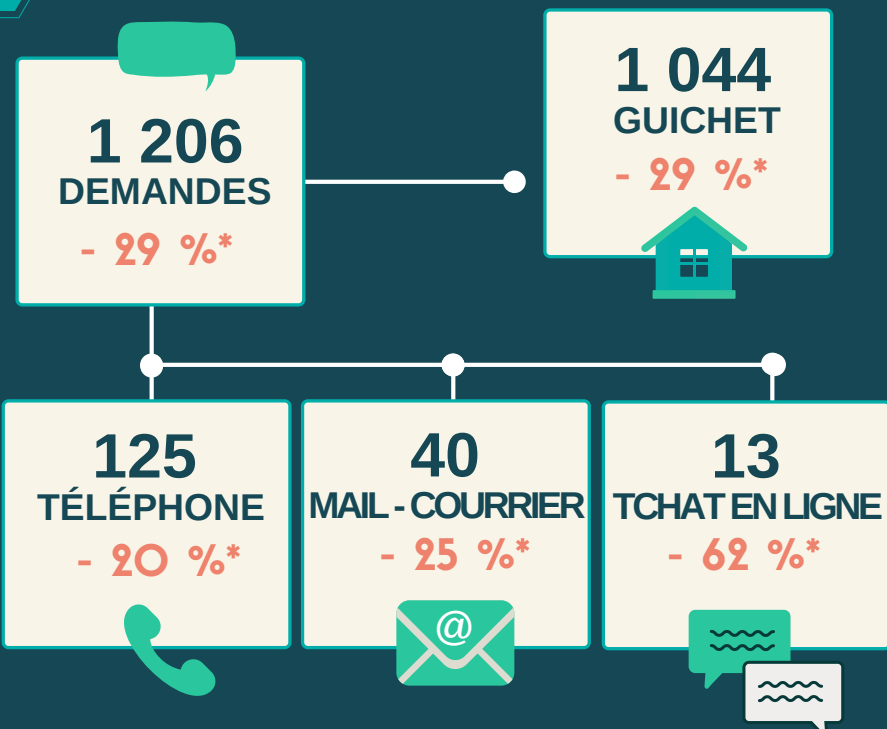 1 206
DEMANDES
- 29 %*
1 044
GUICHET
- 29 %*
125
TÉLÉPHONE
- 20 %*
40
MAIL - COURRIER
- 25 %*
@
13
TCHAT EN LIGNE
- 62 %*